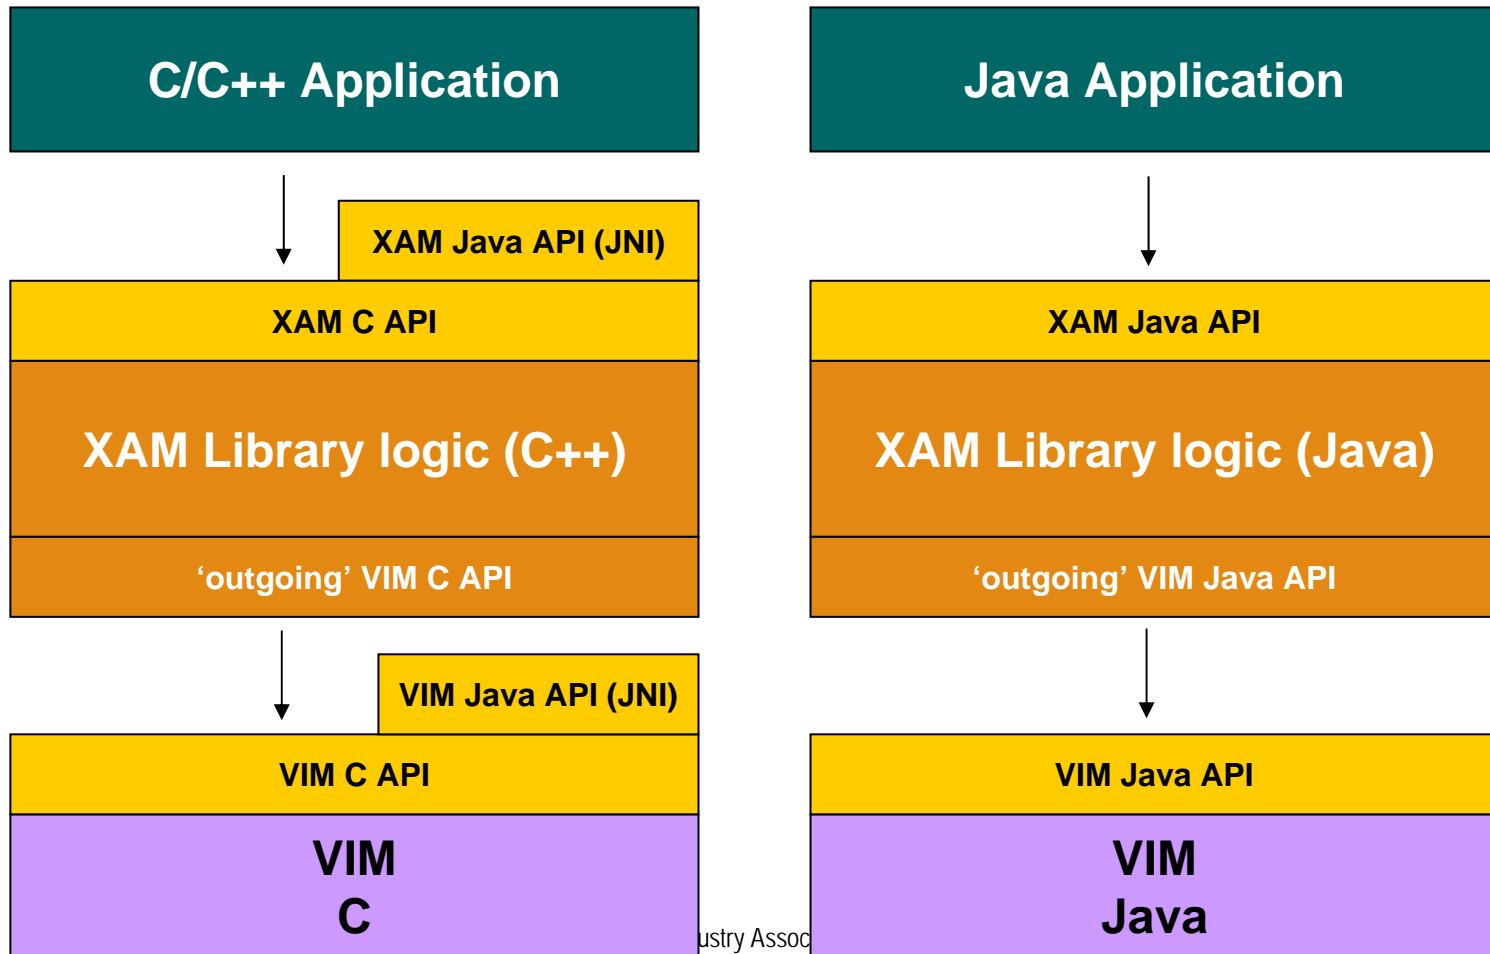 C/C++ Application
XAM Java API (JNI)
XAM C API
XAM Library logic (C++)
‘outgoing’ VIM C API
VIM Java API (JNI)
VIM C API
VIM
C
Java Application
XAM Java API
XAM Library logic (Java)
‘outgoing’ VIM Java API
VIM Java API
VIM
Java
ustry Assoc